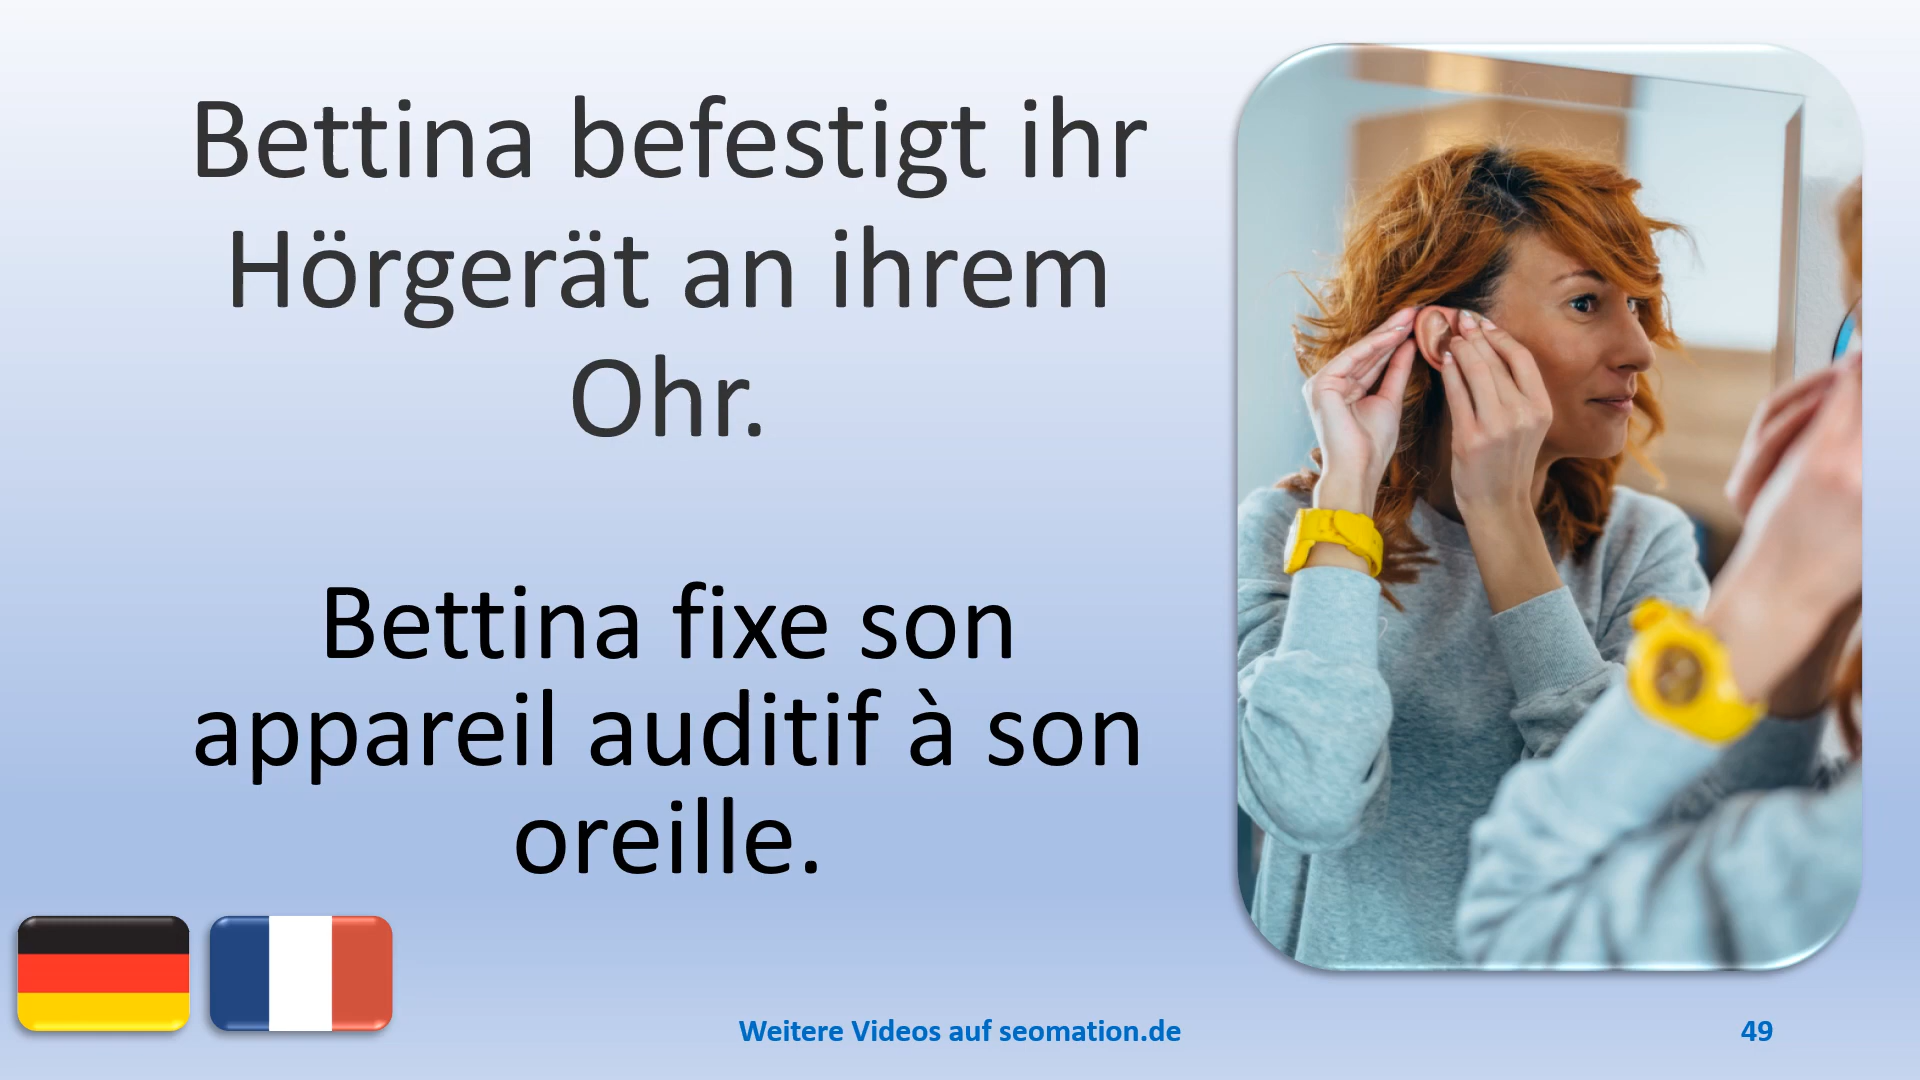 Bettina befestigt ihr
Hörgerät an ihrem
Ohr.
Bettina fixe son
appareil auditif à son
oreille.
Weitere Videos auf seomation.de
49